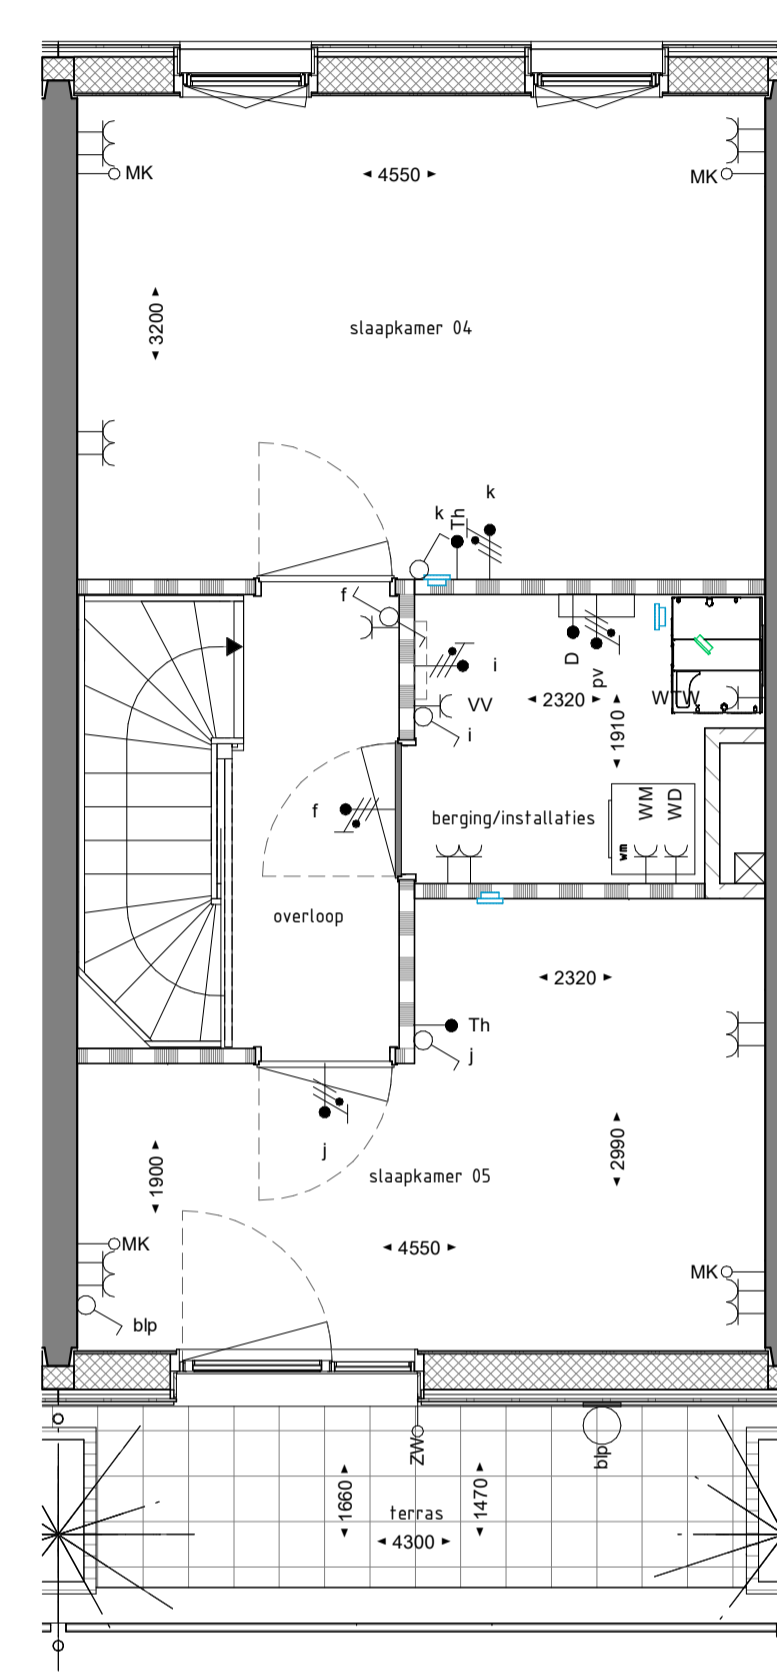 MK
4550
MK
3200
slaapkamer 04
k
k
Th
f
i
D
pv
VV
2320
WTW
i
1910
f
berging/installaties
WM
WD
wm
overloop
2320
Th
j
j
1900
2990
slaapkamer 05
MK
4550
MK
blp
ZW
blp
1660
1470
terras
4300